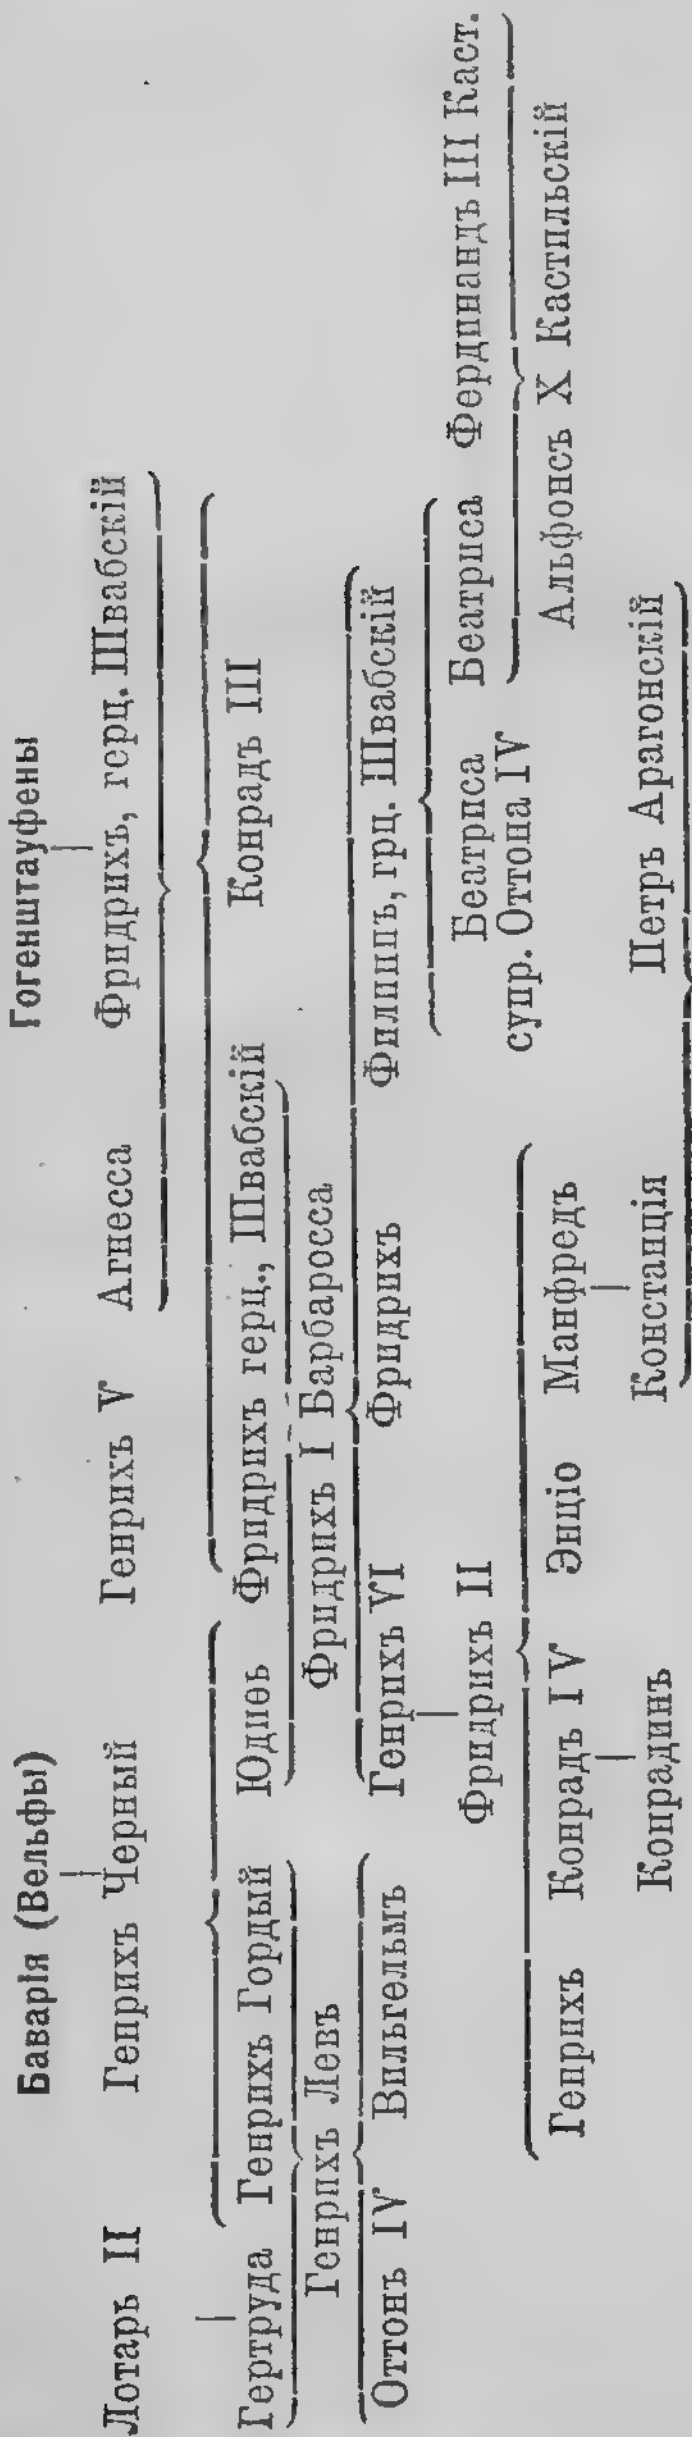 Баварія (Вельфы) Гогенштауфены
Лотарь II Генрихъ Черный Генрихъ V Агнесса Фридрихъ, герц. Швабскій
Гертруда Генрихъ Гордый Юдиѳь Фридрихъ герц., Швабскій Конрадъ III
Генрихъ Левъ Фридрихъ I Барбаросса
Оттонъ IV Вильгельмъ Генрихъ VI Фридрихъ Филиппъ, грц. Швабскій
Фридрихъ II Беатриса Беатриса Фердинандъ III Каст.
супр. Оттона IV
Генрихъ Конрадъ IV Энціо Манфредъ Альфонсъ X Кастильскій
Конрадинъ Констанція Петръ Арагонскій